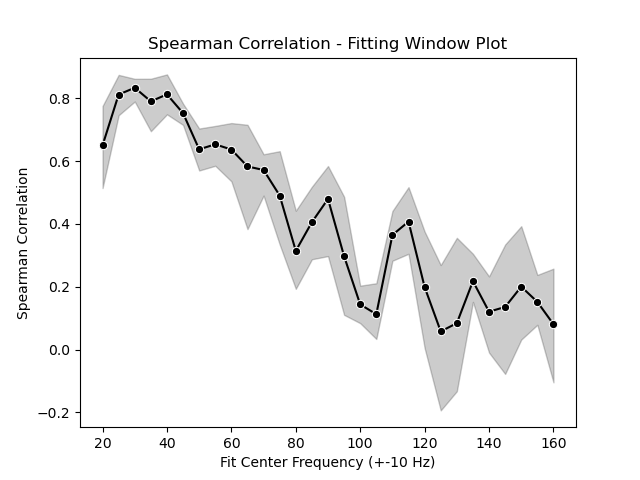 Spearman Correlation - Fitting Window Plot
0.8
0.6
0.4
0.2
0.0
−0.2
Spearman Correlation
20 40 60 80 100 120 140 160
Fit Center Frequency (+-10 Hz)